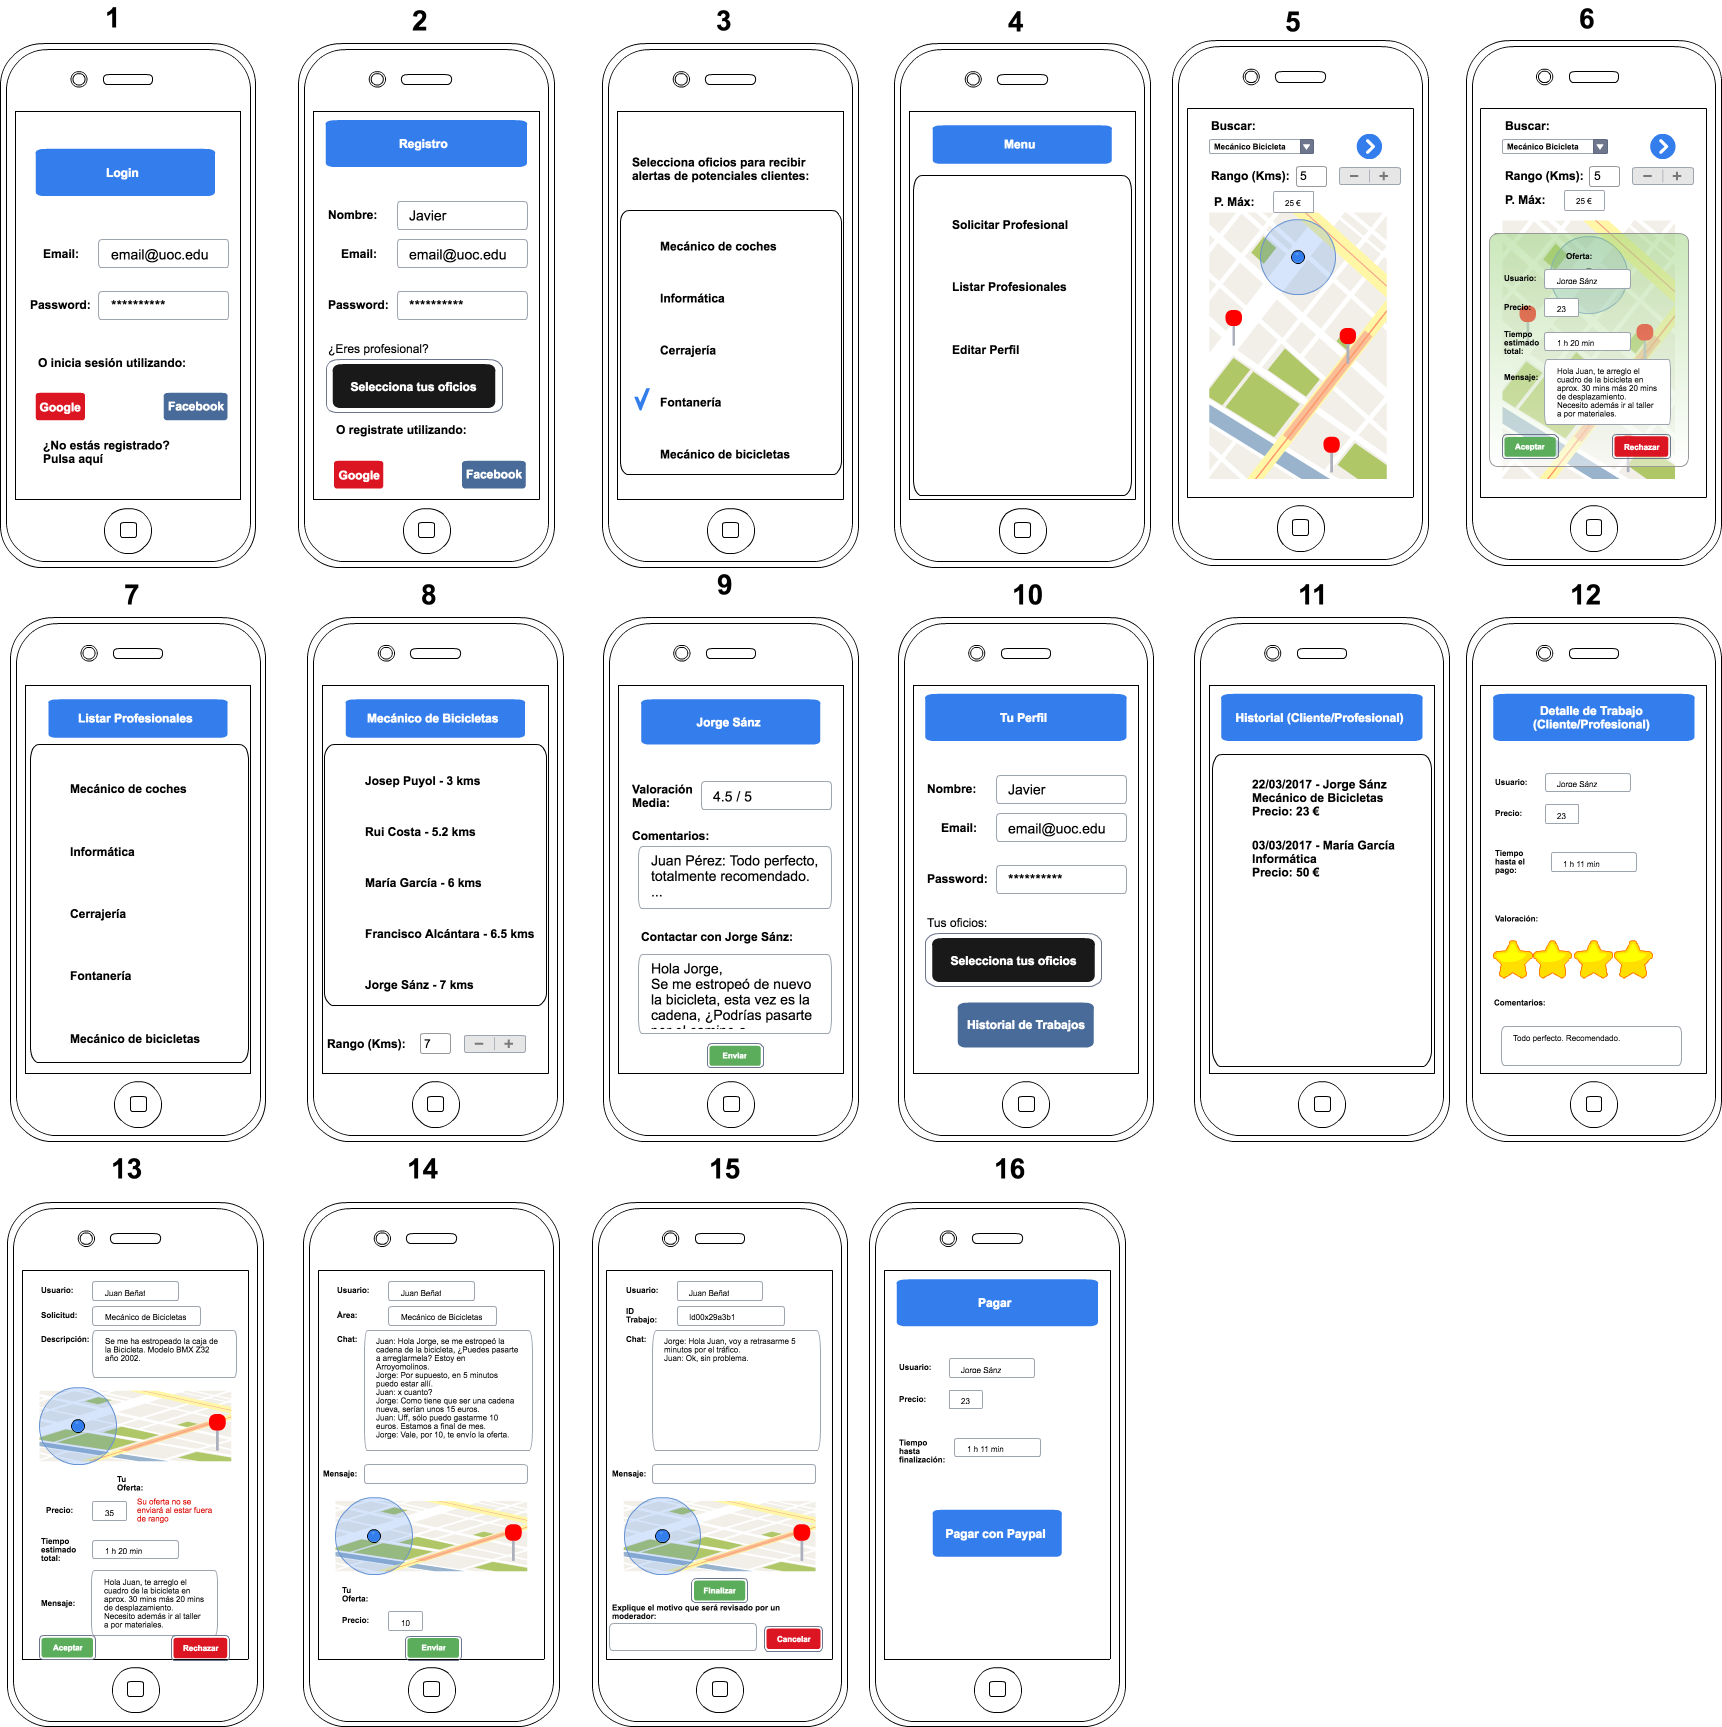 1
Login
Email: email@uoc.edu
Password: **********
O inicia sesión utilizando:
Google Facebook
¿No estás registrado?
Pulsa aquí
2
Registro
Nombre: Javier
Email: email@uoc.edu
Password: **********
¿Eres profesional?
Selecciona tus oficios
O registrate utilizando:
Google Facebook
3
Selecciona oficios para recibir
alertas de potenciales clientes:
Mecánico de coches
Informática
Cerrajería
Fontanería
Mecánico de bicicletas
4
Menu
Solicitar Profesional
Listar Profesionales
Editar Perfil
5
Buscar:
Mecánico Bicicleta
Rango (Kms): 5 − +
P. Máx: 25 €
6
Buscar:
Mecánico Bicicleta
Rango (Kms): 5 − +
P. Máx: 25 €
Oferta:
Usuario: Jorge Sánz
Precio: 23
Tiempo
estimado
total:
1 h 20 min
Mensaje:
Hola Juan, te arreglo el
cuadro de la bicicleta en
aprox. 30 mins más 20 mins
de desplazamiento.
Necesito además ir al taller
a por materiales.
Aceptar Rechazar
7
Listar Profesionales
Mecánico de coches
Informática
Cerrajería
Fontanería
Mecánico de bicicletas
8
Mecánico de Bicicletas
Josep Puyol - 3 kms
Rui Costa - 5.2 kms
María García - 6 kms
Francisco Alcántara - 6.5 kms
Jorge Sánz - 7 kms
Rango (Kms): 7 − +
9
Jorge Sánz
Valoración
Media:
4.5 / 5
Comentarios:
Juan Pérez: Todo perfecto,
totalmente recomendado.
...
Contactar con Jorge Sánz:
Hola Jorge,
Se me estropeó de nuevo
la bicicleta, esta vez es la
cadena, ¿Podrías pasarte
Enviar
10
Tu Perfil
Nombre: Javier
Email: email@uoc.edu
Password: **********
Tus oficios:
Selecciona tus oficios
Historial de Trabajos
11
Historial (Cliente/Profesional)
22/03/2017 - Jorge Sánz
Mecánico de Bicicletas
Precio: 23 €
03/03/2017 - María García
Informática
Precio: 50 €
12
Detalle de Trabajo
(Cliente/Profesional)
Usuario: Jorge Sánz
Precio: 23
Tiempo
hasta el
pago:
1 h 11 min
Valoración:
Comentarios:
Todo perfecto. Recomendado.
13
Usuario: Juan Beñat
Solicitud: Mecánico de Bicicletas
Descripción:
Se me ha estropeado la caja de
la Bicicleta. Modelo BMX Z32
año 2002.
Tu
Oferta:
Precio: 35
Su oferta no se
enviará al estar fuera
de rango
Tiempo
estimado
total:
1 h 20 min
Mensaje:
Hola Juan, te arreglo el
cuadro de la bicicleta en
aprox. 30 mins más 20 mins
de desplazamiento.
Necesito además ir al taller
a por materiales.
Aceptar Rechazar
14
Usuario: Juan Beñat
Área: Mecánico de Bicicletas
Chat:
Juan: Hola Jorge, se me estropeó la
cadena de la bicicleta, ¿Puedes pasarte
a arreglarmela? Estoy en
Arroyomolinos.
Jorge: Por supuesto, en 5 minutos
puedo estar allí.
Juan: x cuanto?
Jorge: Como tiene que ser una cadena
nueva, serían unos 15 euros.
Juan: Uff, sólo puedo gastarme 10
euros. Estamos a final de mes.
Jorge: Vale, por 10, te envío la oferta.
Mensaje:
Tu
Oferta:
Precio: 10
Enviar
15
Usuario: Juan Beñat
ID
Trabajo:
Id00x29a3b1
Chat:
Jorge: Hola Juan, voy a retrasarme 5
minutos por el tráfico.
Juan: Ok, sin problema.
Mensaje:
Finalizar
Explique el motivo que será revisado por un
moderador:
Cancelar
16
Pagar
Usuario: Jorge Sánz
Precio: 23
Tiempo
hasta
finalización:
1 h 11 min
Pagar con Paypal